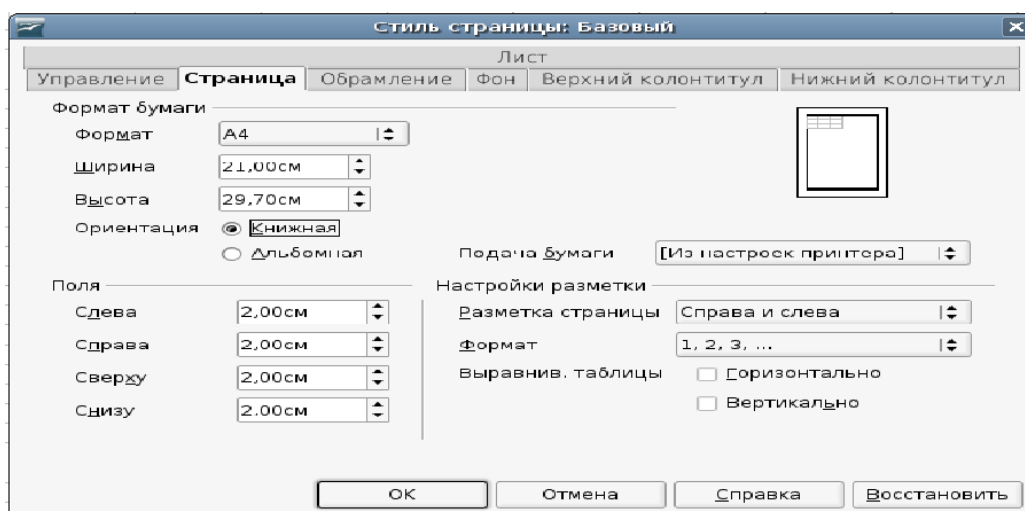 Стиль страницы: Базовый
Лист
Управление Страница Обрамление Фон Верхний колонтитул Нижний колонтитул
Формат бумаги
Формат A4
Ширина 21,00см
Высота 29,70см
Ориентация Книжная
Альбомная Подача бумаги [Из настроек принтера]
Поля Настройки разметки
Слева 2,00см Разметка страницы Справа и слева
Справа 2,00см Формат 1, 2, 3, ...
Сверху 2,00см Выравнив. таблицы Горизонтально
Снизу 2.00см Вертикально
ОК Отмена Справка Восстановить